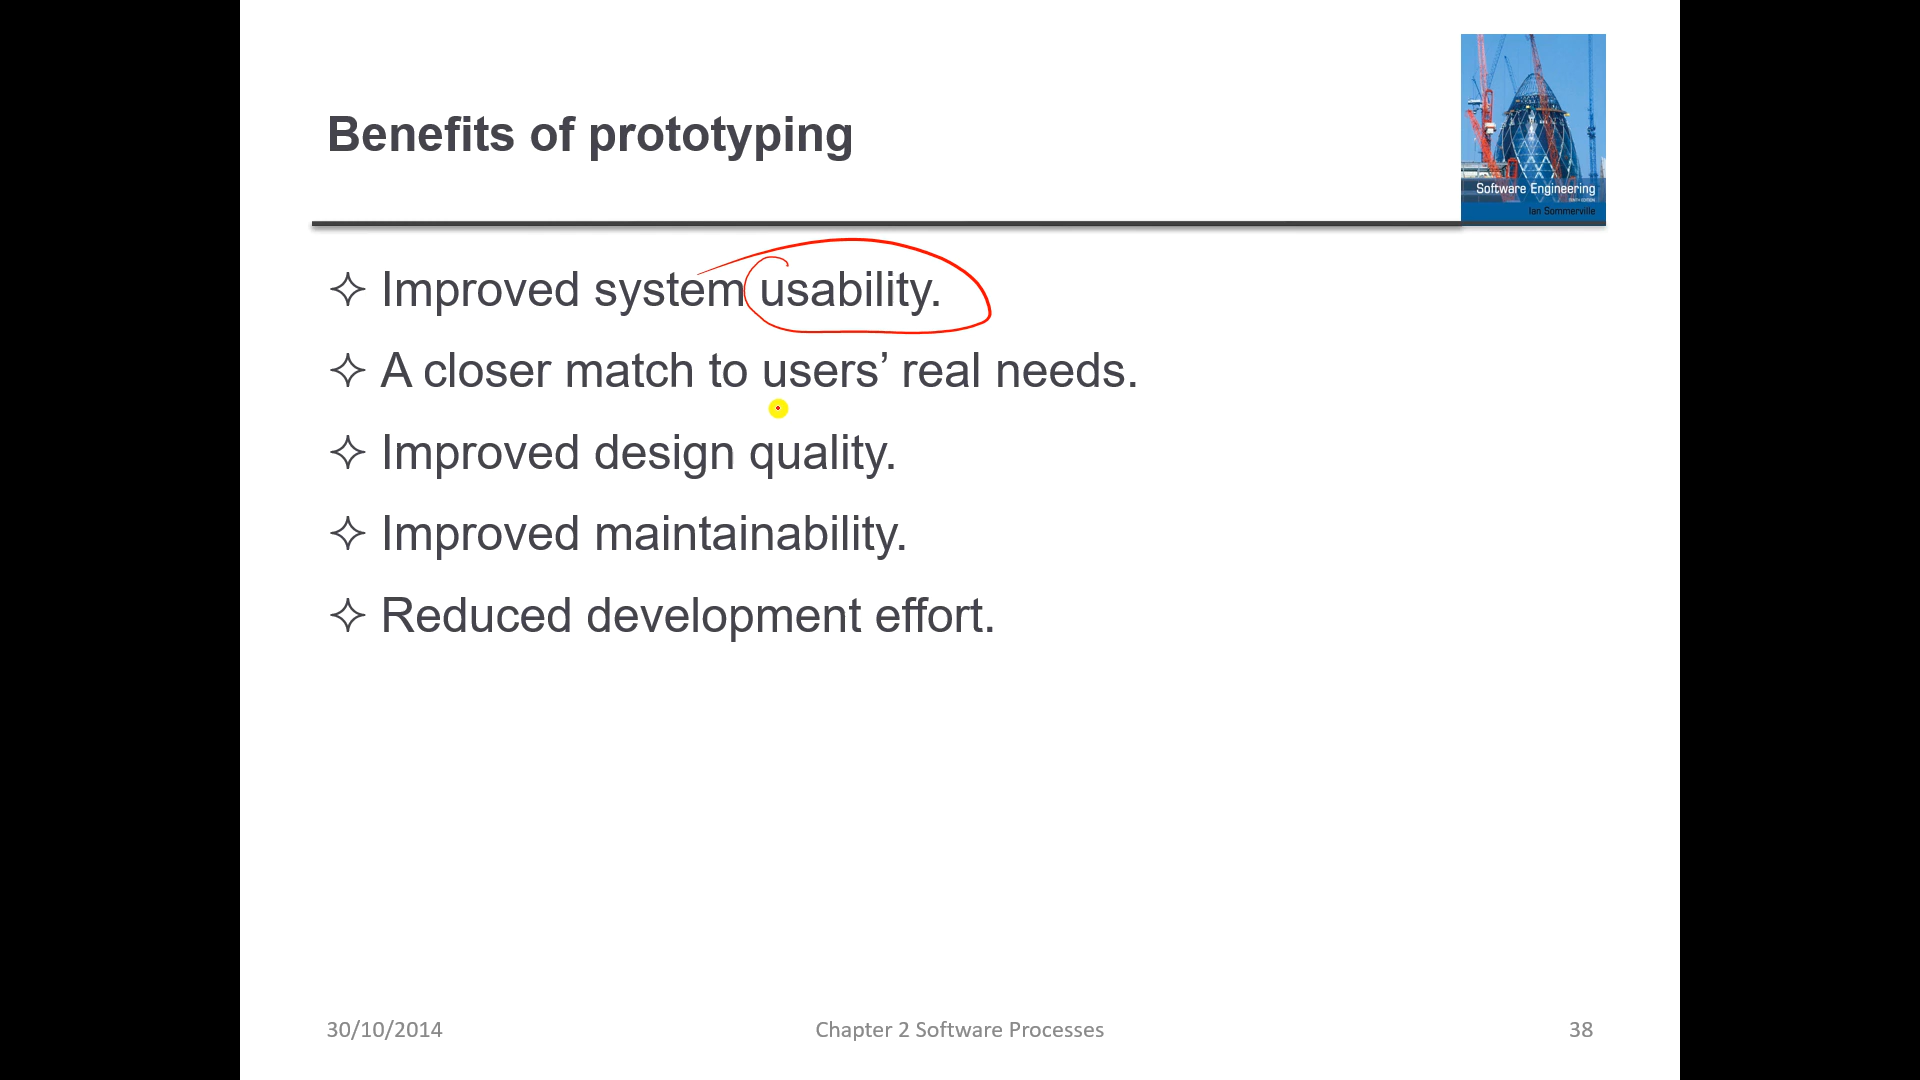 Benefits of prototyping
Software Engineering
Ian Sommerville
✧ Improved system usability.
✧ A closer match to users’ real needs.
✧ Improved design quality.
✧ Improved maintainability.
✧ Reduced development effort.
30/10/2014
Chapter 2 Software Processes
38